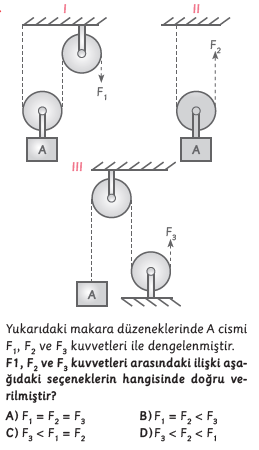 I
II
F₂
F₁
A
A
III
F₃
A
Yukarıdaki makara düzeneklerinde A cismi
F₁, F₂ ve F₃ kuvvetleri ile dengelenmiştir.
F1, F₂ ve F₃ kuvvetleri arasındaki ilişki aşa-
ğıdaki seçeneklerin hangisinde doğru ve-
rilmiştir?
A) F₁ = F₂ = F₃ B) F₁ = F₂ < F₃
C) F₃ < F₁ = F₂ D) F₃ < F₂ < F₁